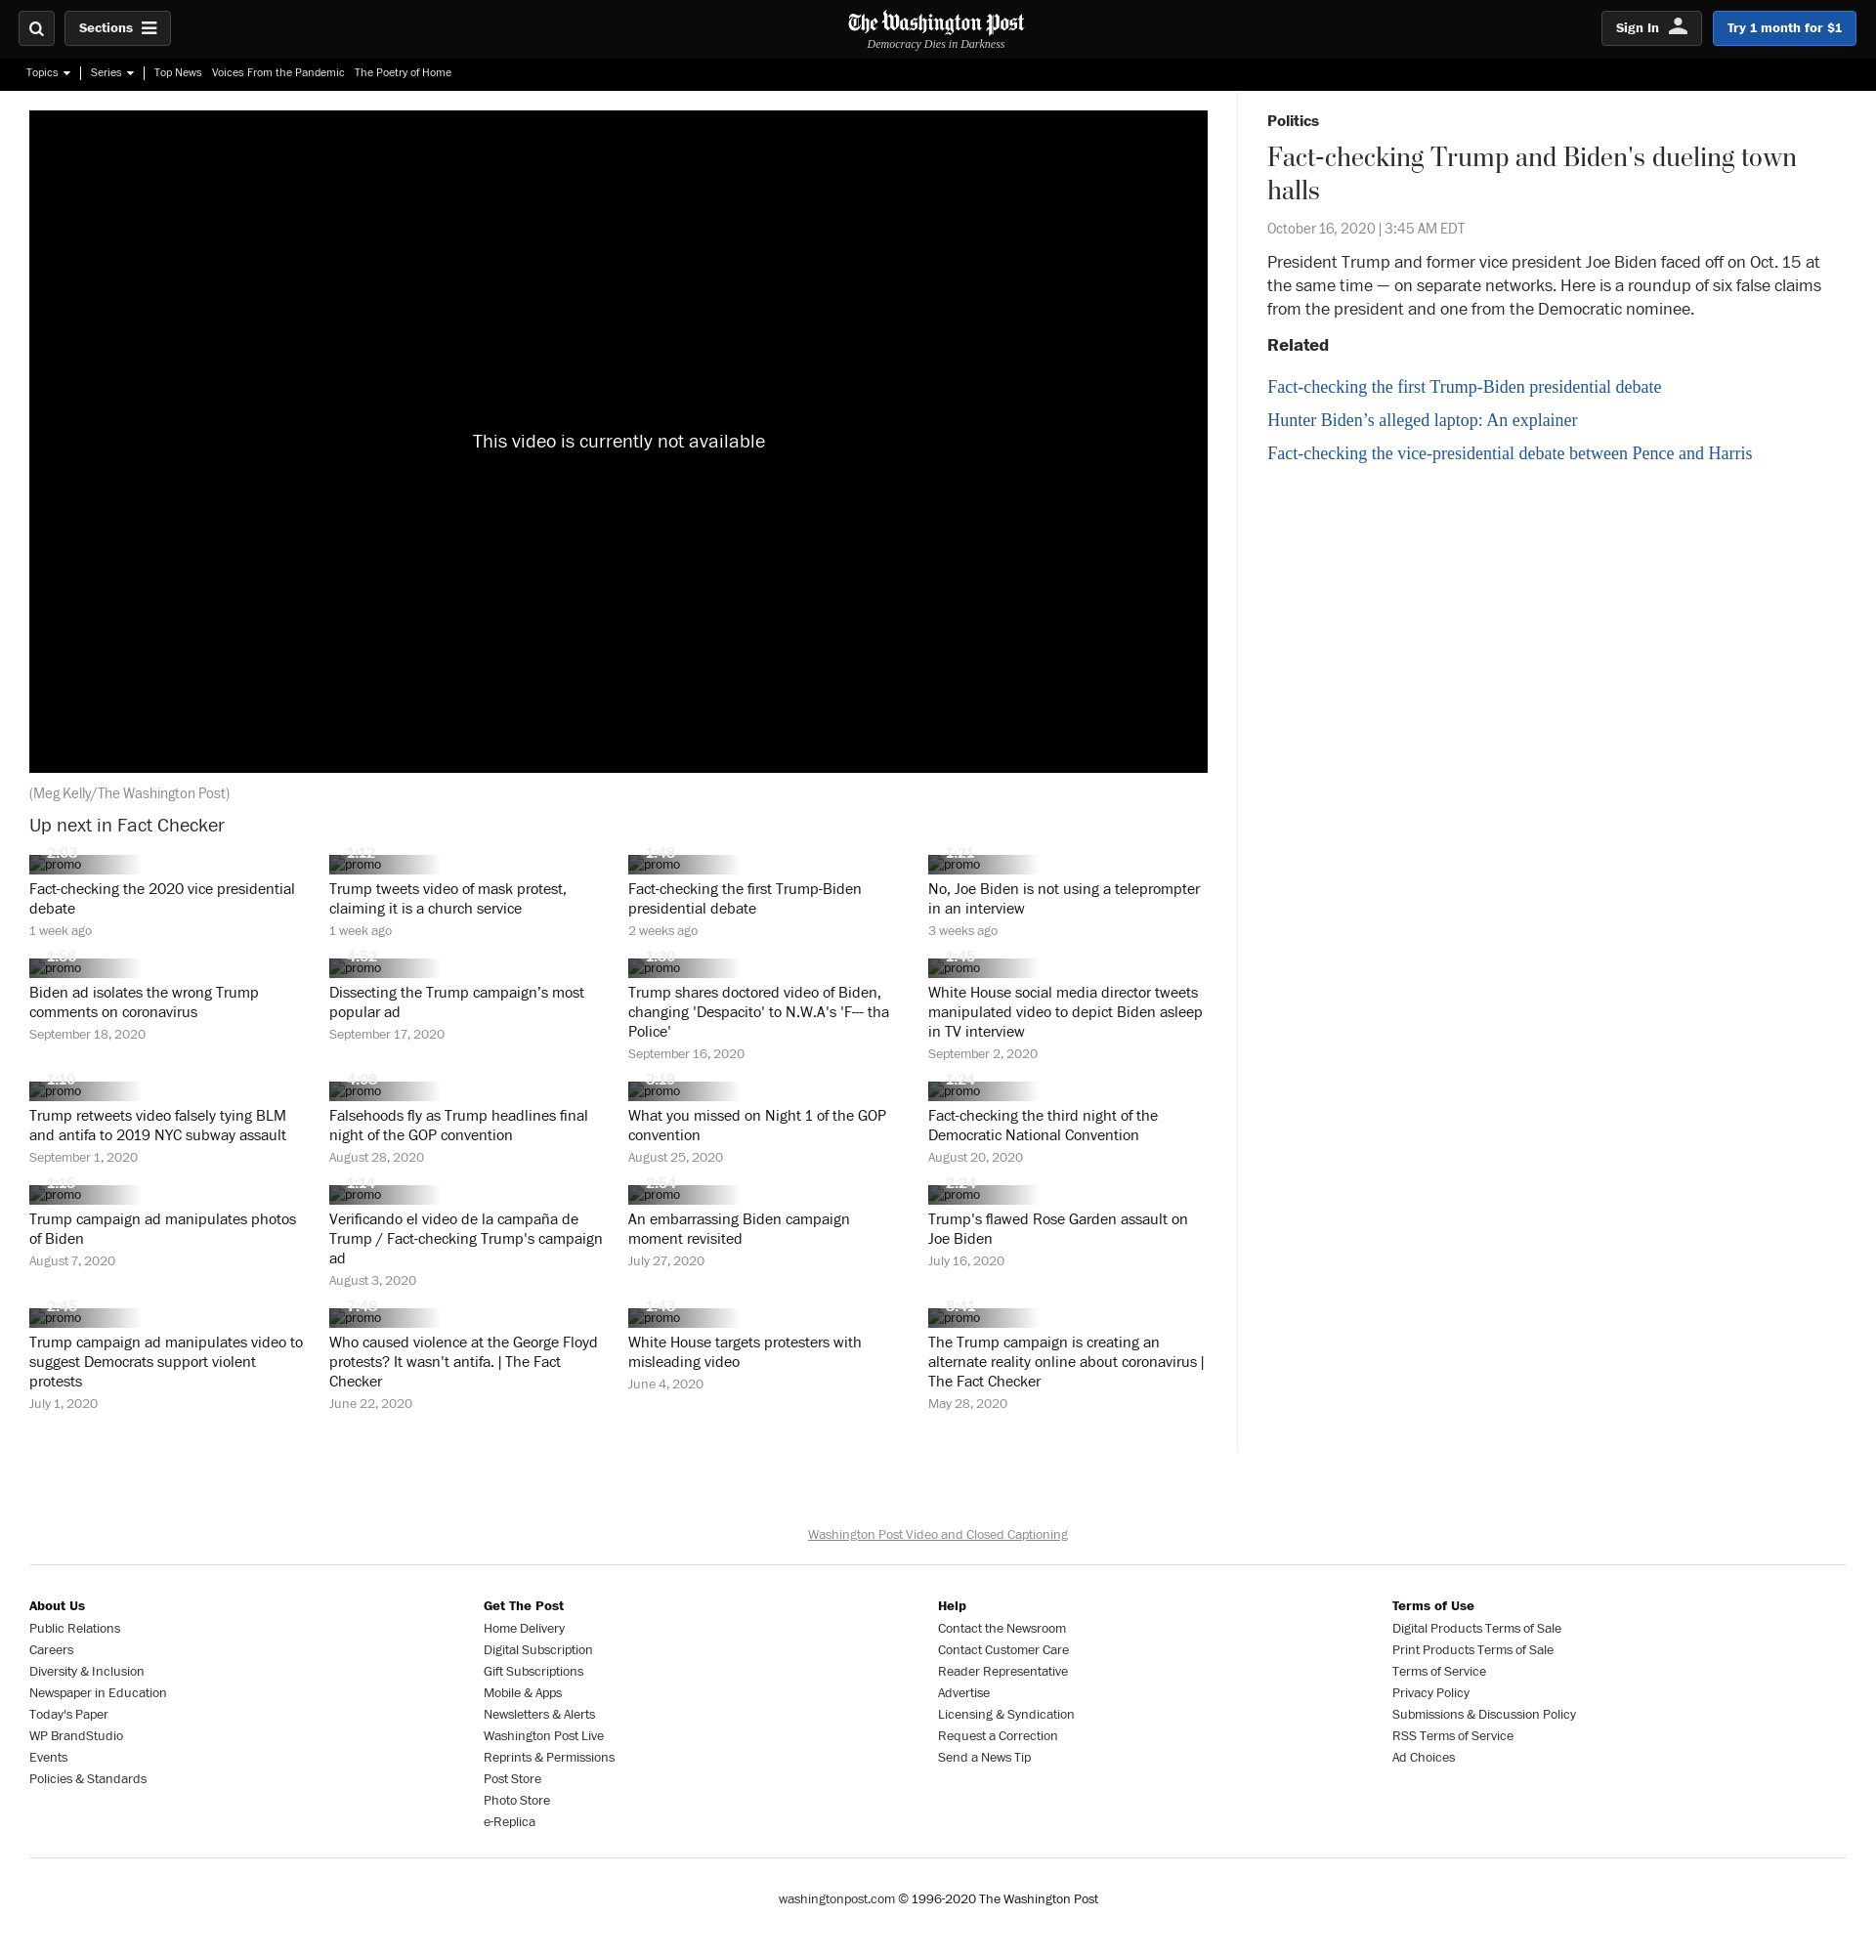 Sections
The Washington Post
Democracy Dies in Darkness
Sign In
Try 1 month for $1
Topics
Series
Top News
Voices From the Pandemic
The Poetry of Home
This video is currently not available
(Meg Kelly/The Washington Post)
Politics
Fact-checking Trump and Biden's dueling town
halls
October 16, 2020 | 3:45 AM EDT
President Trump and former vice president Joe Biden faced off on Oct. 15 at
the same time — on separate networks. Here is a roundup of six false claims
from the president and one from the Democratic nominee.
Related
Fact-checking the first Trump-Biden presidential debate
Hunter Biden’s alleged laptop: An explainer
Fact-checking the vice-presidential debate between Pence and Harris
Up next in Fact Checker
2:03
promo
Fact-checking the 2020 vice presidential
debate
1 week ago
1:12
promo
Trump tweets video of mask protest,
claiming it is a church service
1 week ago
1:48
promo
Fact-checking the first Trump-Biden
presidential debate
2 weeks ago
1:21
promo
No, Joe Biden is not using a teleprompter
in an interview
3 weeks ago
1:56
promo
Biden ad isolates the wrong Trump
comments on coronavirus
September 18, 2020
4:52
promo
Dissecting the Trump campaign’s most
popular ad
September 17, 2020
1:30
promo
Trump shares doctored video of Biden,
changing 'Despacito' to N.W.A's 'F--- tha
Police'
September 16, 2020
1:45
promo
White House social media director tweets
manipulated video to depict Biden asleep
in TV interview
September 2, 2020
promo
Trump retweets video falsely tying BLM
and antifa to 2019 NYC subway assault
September 1, 2020
4:08
promo
Falsehoods fly as Trump headlines final
night of the GOP convention
August 28, 2020
promo
What you missed on Night 1 of the GOP
convention
August 25, 2020
1:24
promo
Fact-checking the third night of the
Democratic National Convention
August 20, 2020
1:15
promo
Trump campaign ad manipulates photos
of Biden
August 7, 2020
1:14
promo
Verificando el video de la campaña de
Trump / Fact-checking Trump's campaign
ad
August 3, 2020
2:54
promo
An embarrassing Biden campaign
moment revisited
July 27, 2020
2:24
promo
Trump's flawed Rose Garden assault on
Joe Biden
July 16, 2020
2:45
promo
Trump campaign ad manipulates video to
suggest Democrats support violent
protests
July 1, 2020
7:48
promo
Who caused violence at the George Floyd
protests? It wasn't antifa. | The Fact
Checker
June 22, 2020
1:43
promo
White House targets protesters with
misleading video
June 4, 2020
8:41
promo
The Trump campaign is creating an
alternate reality online about coronavirus |
The Fact Checker
May 28, 2020
Washington Post Video and Closed Captioning
About Us
Public Relations
Careers
Diversity & Inclusion
Newspaper in Education
Today's Paper
WP BrandStudio
Events
Policies & Standards
Get The Post
Home Delivery
Digital Subscription
Gift Subscriptions
Mobile & Apps
Newsletters & Alerts
Washington Post Live
Reprints & Permissions
Post Store
Photo Store
e-Replica
Help
Contact the Newsroom
Contact Customer Care
Reader Representative
Advertise
Licensing & Syndication
Request a Correction
Send a News Tip
Terms of Use
Digital Products Terms of Sale
Print Products Terms of Sale
Terms of Service
Privacy Policy
Submissions & Discussion Policy
RSS Terms of Service
Ad Choices
washingtonpost.com © 1996-2020 The Washington Post